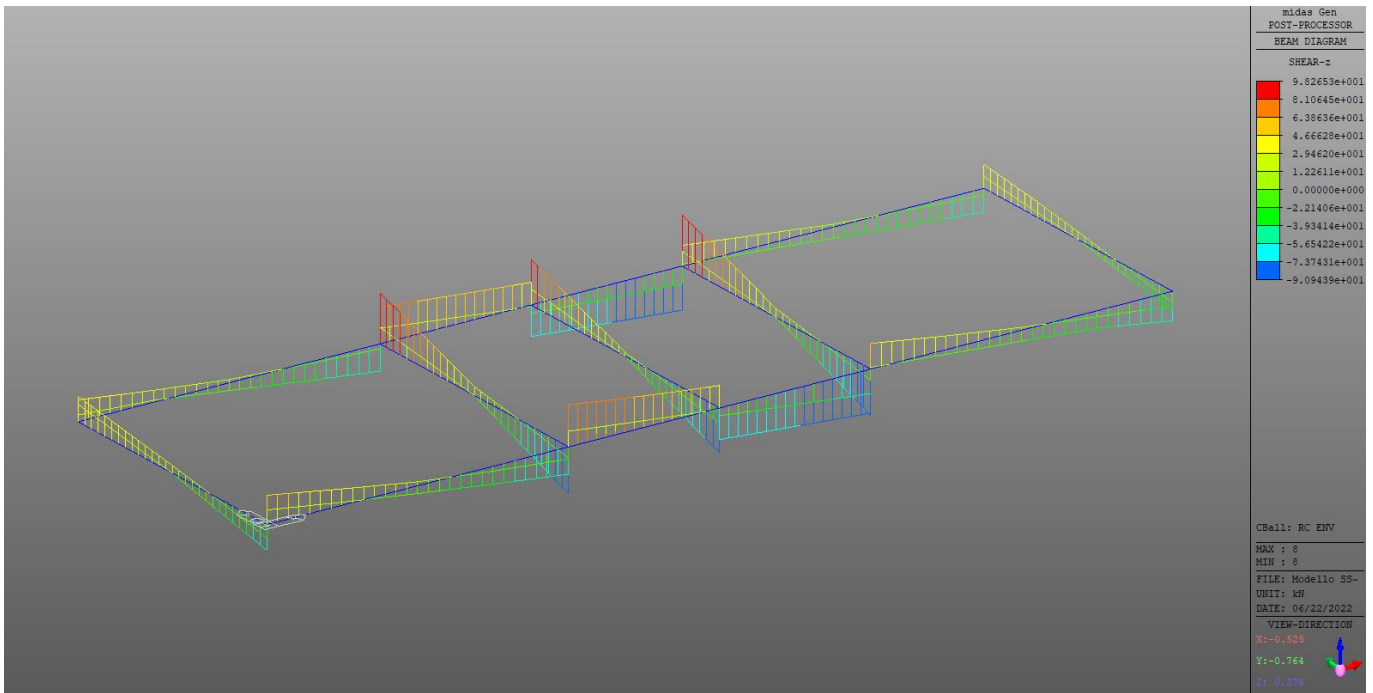 midas Gen
POST-PROCESSOR
BEAM DIAGRAM
SHEAR-z
9.82653e+001
8.10645e+001
6.38636e+001
4.66628e+001
2.94620e+001
1.22611e+001
0.00000e+000
-2.21406e+001
-3.93414e+001
-5.65422e+001
-7.37431e+001
-9.09439e+001
CBall: RC ENV
MAX : 8
MIN : 8
FILE: Modello SS~
UNIT: kN
DATE: 06/22/2022
VIEW-DIRECTION
X:-0.525
Y:-0.764
Z: 0.375